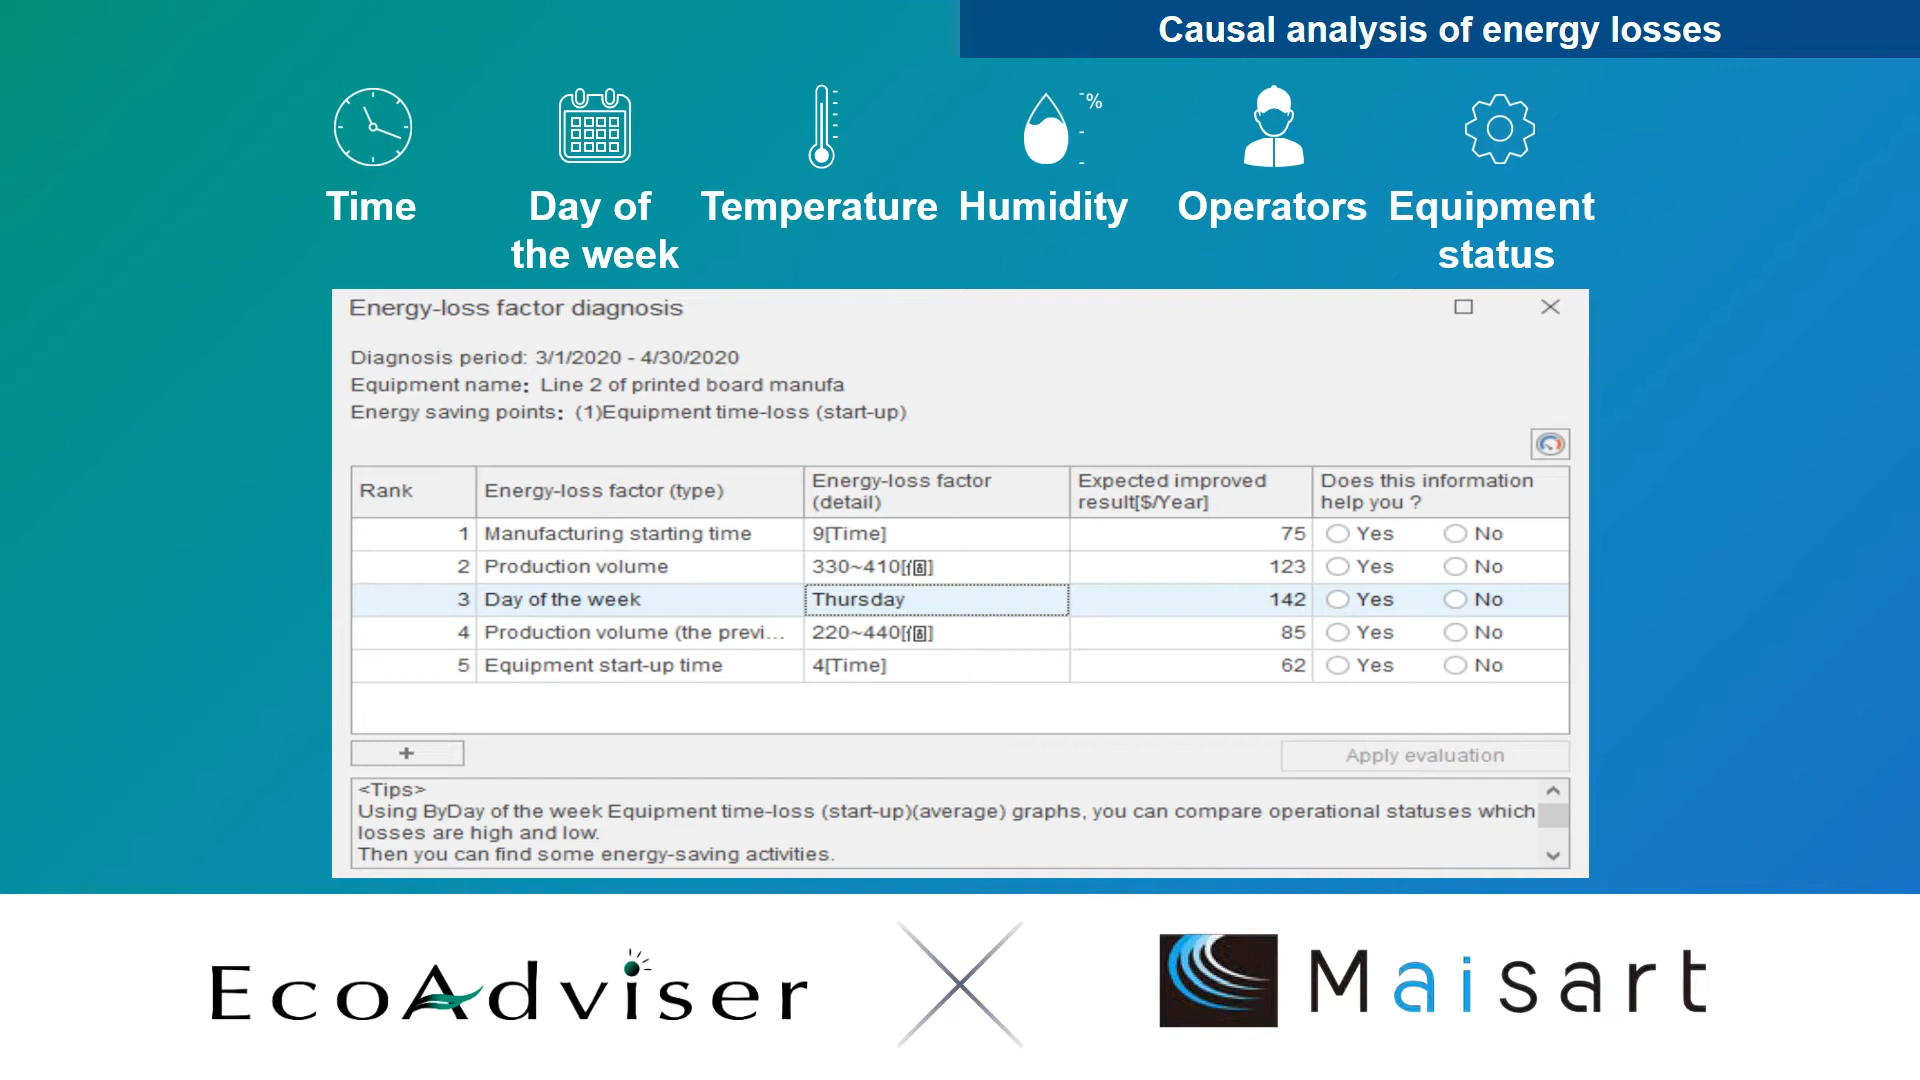 Causal analysis of energy losses
%
Time
Day of
the week
Temperature
Humidity
Operators
Equipment
status
Energy-loss factor diagnosis
Diagnosis period: 3/1/2020 - 4/30/2020
Equipment name: Line 2 of printed board manufa
Energy saving points: (1)Equipment time-loss (start-up)
Rank
Energy-loss factor (type)
Energy-loss factor
(detail)
Expected improved
result[$/Year]
Does this information
help you ?
1 Manufacturing starting time 9[Time] 75 Yes No
2 Production volume 330~410 123 Yes No
3 Day of the week Thursday 142 Yes No
4 Production volume (the previ... 220~440 85 Yes No
5 Equipment start-up time 4[Time] 62 Yes No
+
Apply evaluation
<Tips>
Using ByDay of the week Equipment time-loss (start-up)(average) graphs, you can compare operational statuses which
losses are high and low.
Then you can find some energy-saving activities.
EcoAdviser
Maisart